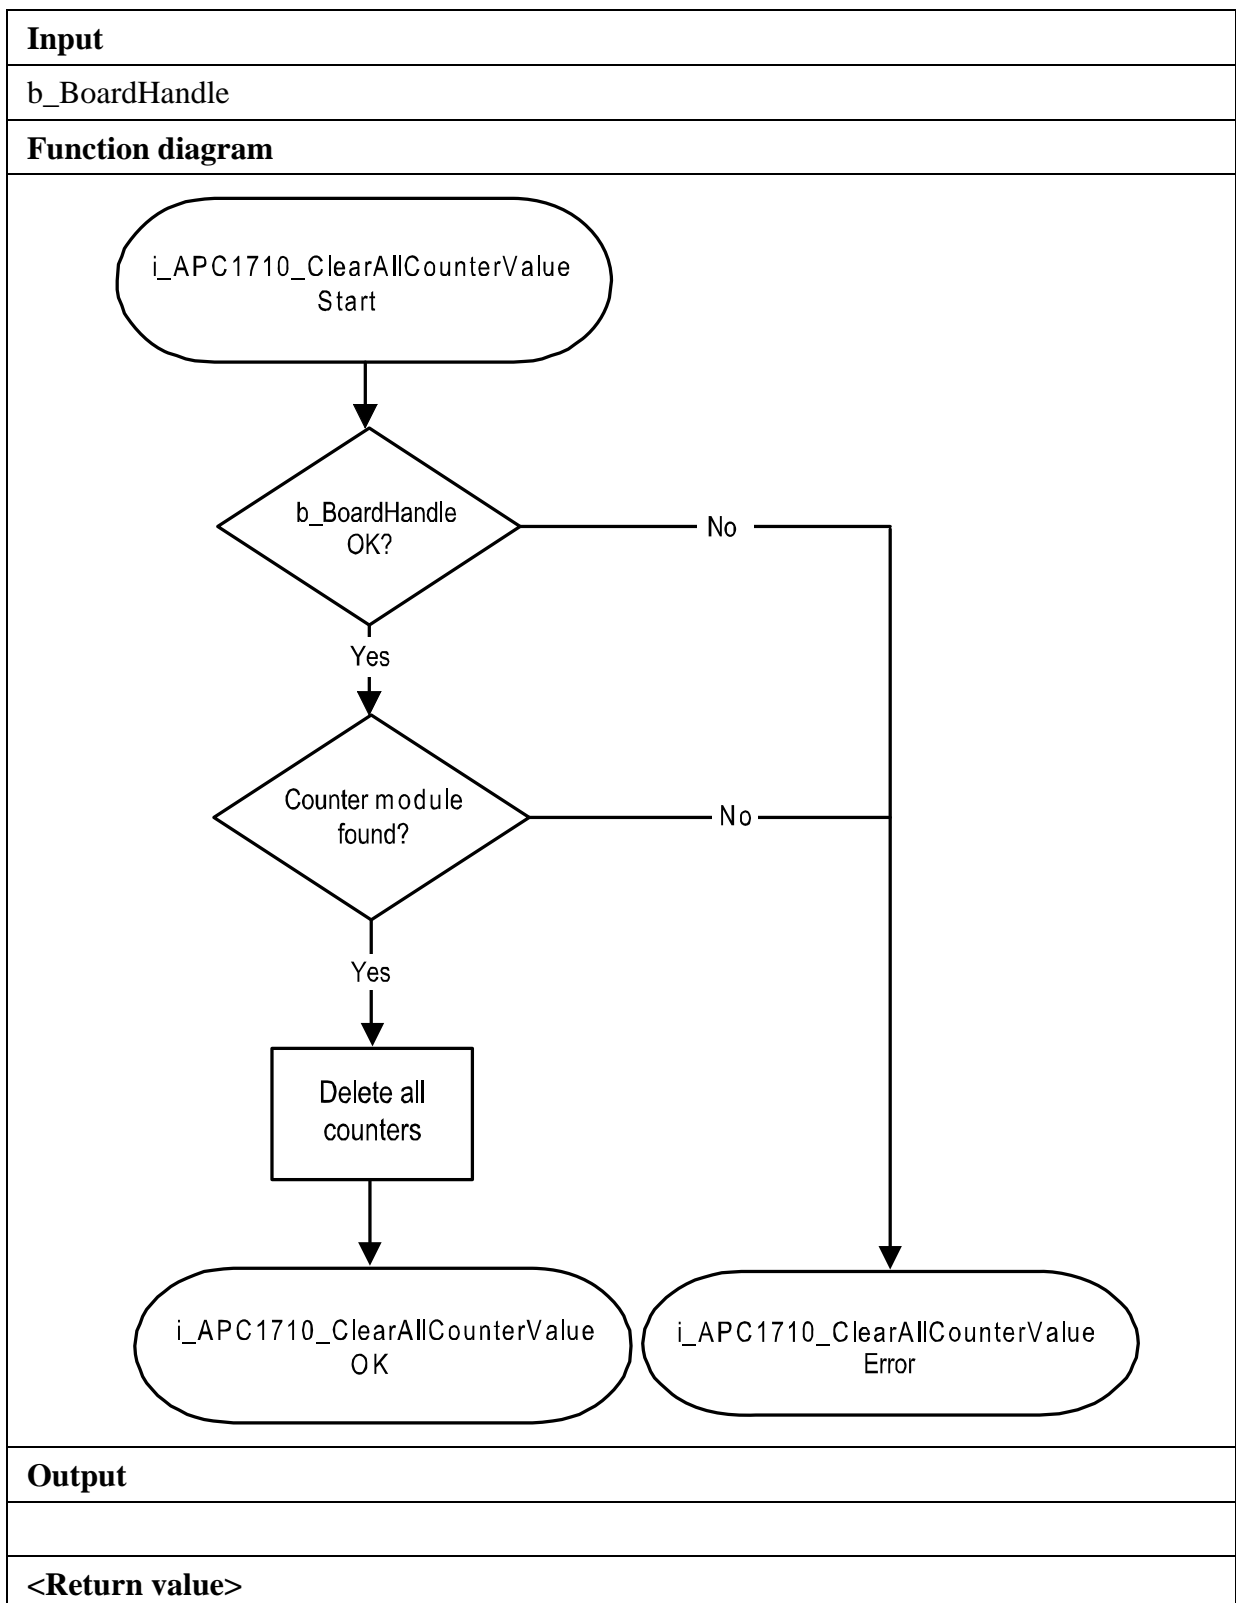 Input
b_BoardHandle
Function diagram
i_APC1710_ClearAllCounterValue
Start
b_BoardHandle
OK?
No
Yes
Counter module
found?
No
Yes
Delete all
counters
i_APC1710_ClearAllCounterValue
OK
i_APC1710_ClearAllCounterValue
Error
Output
<Return value>